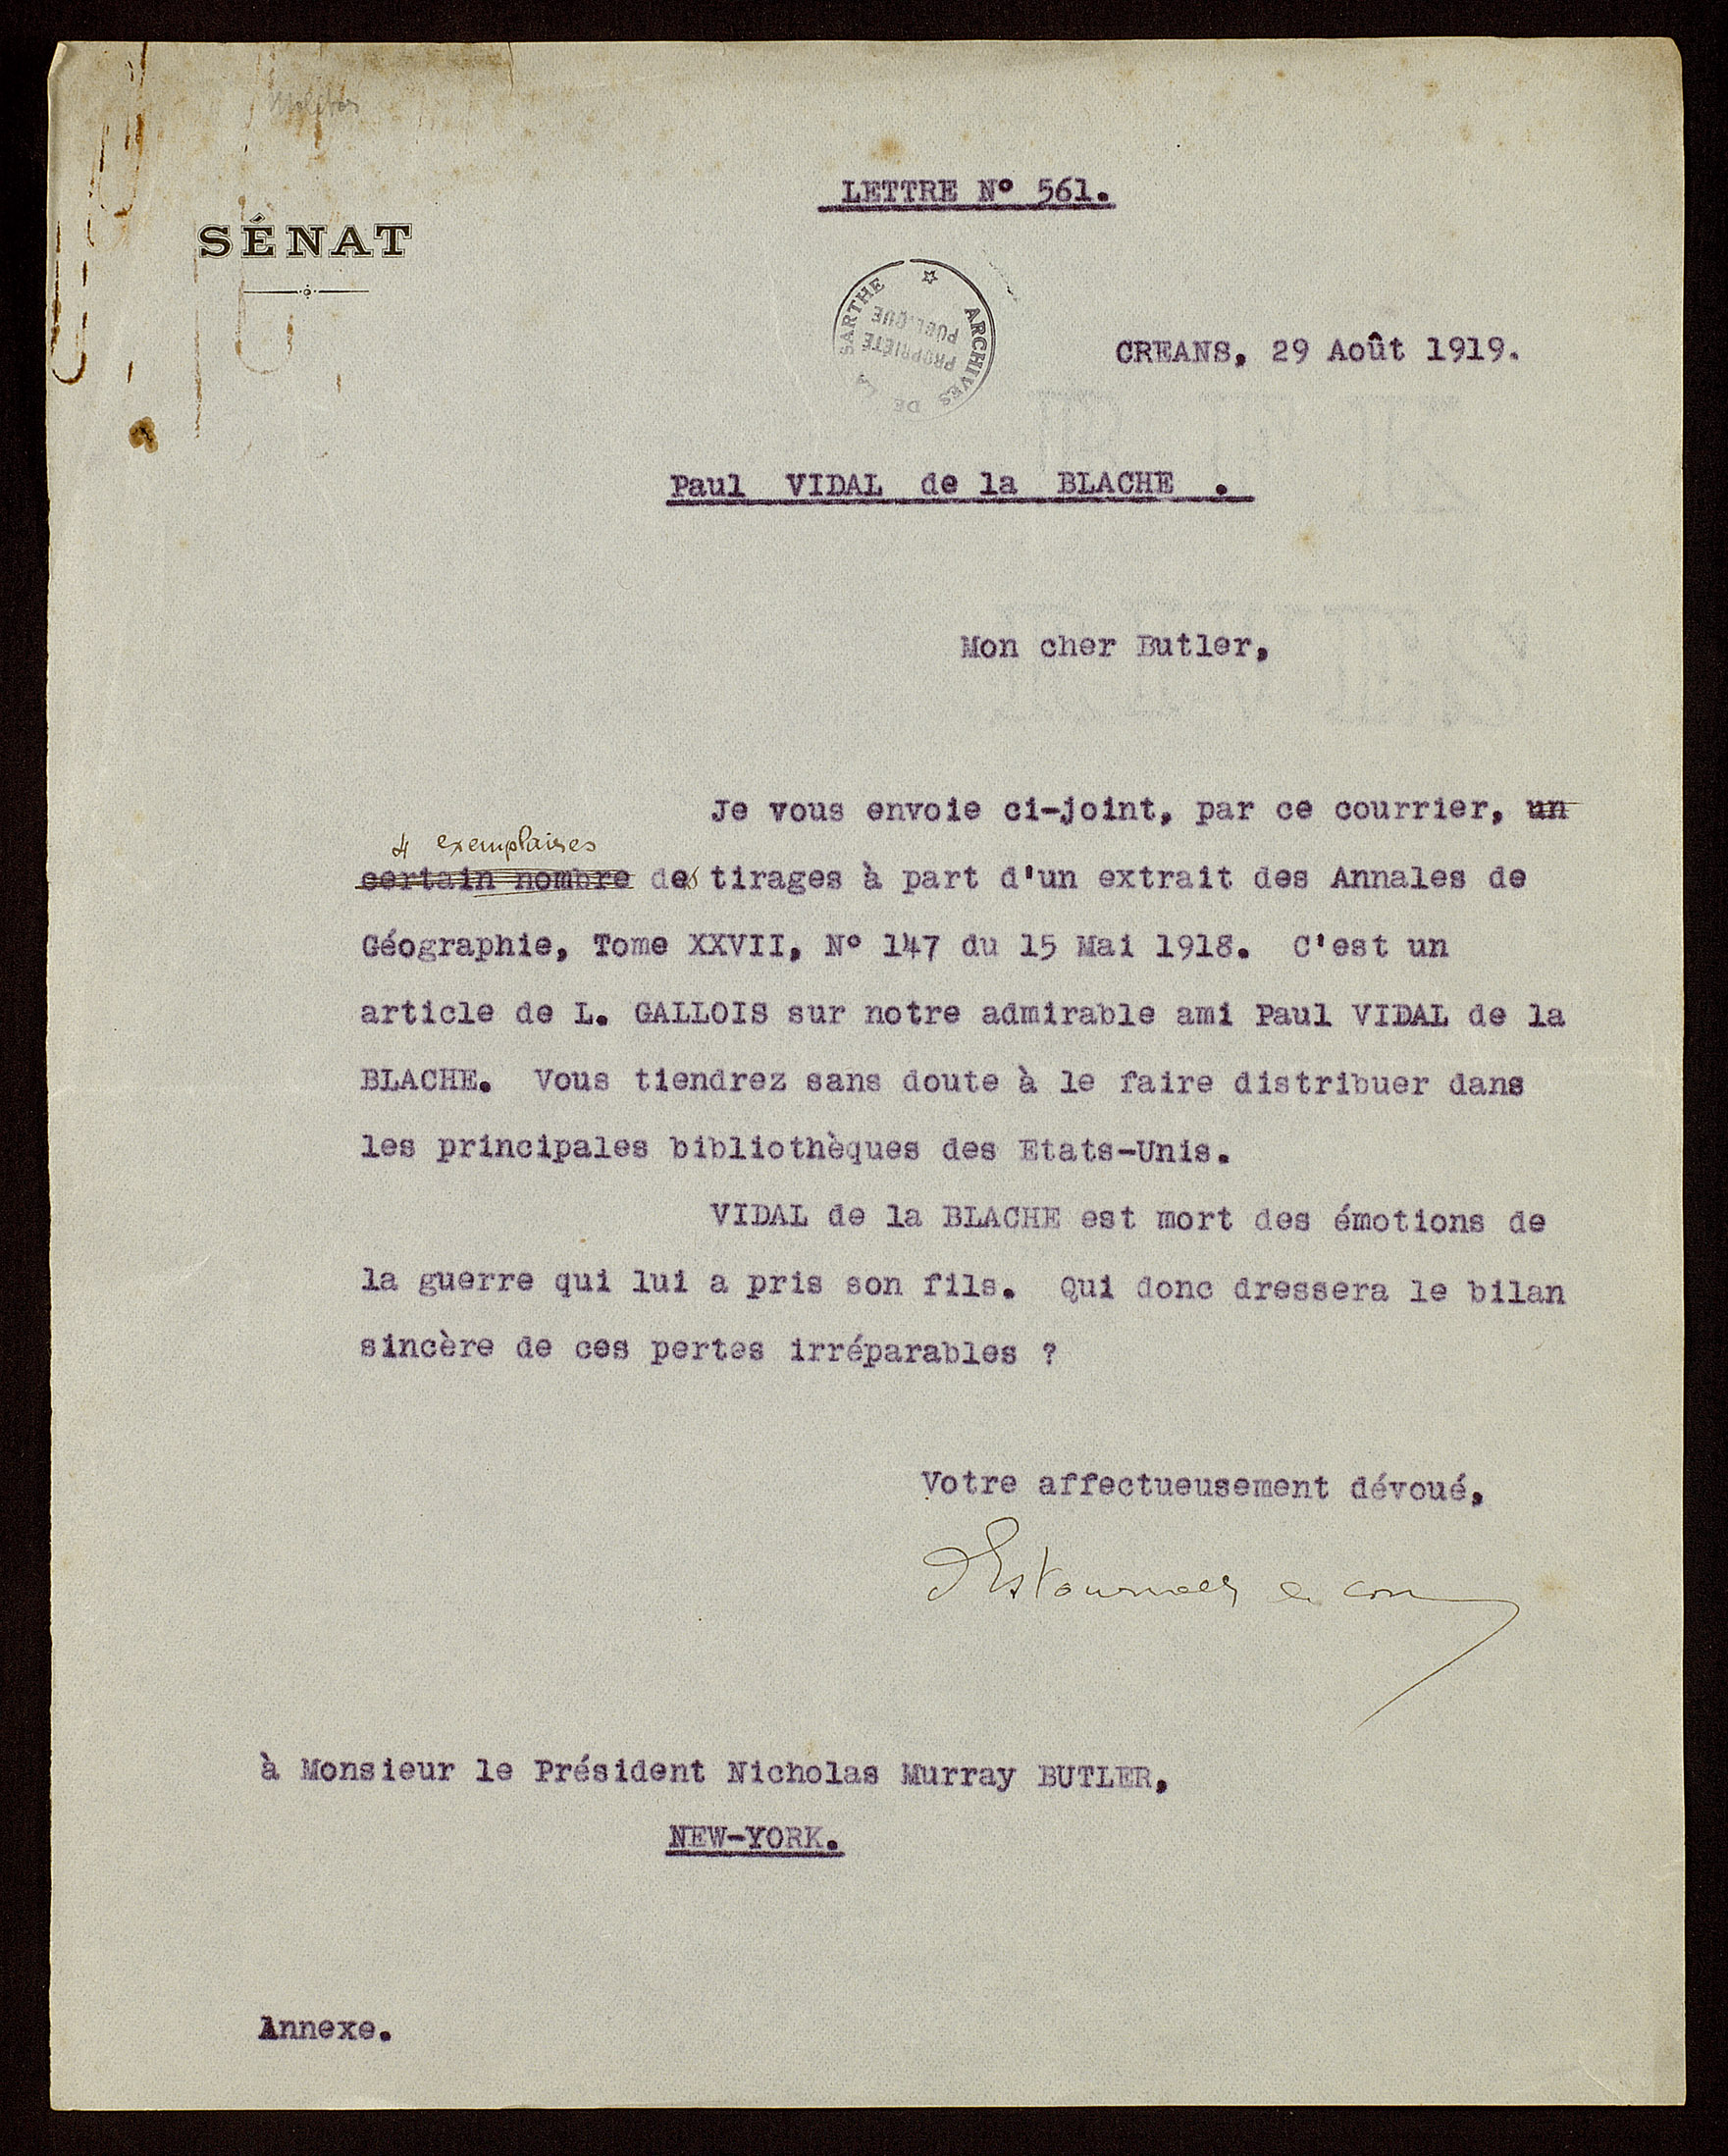 LETTRE N° 561.
SÉNAT
ARCHIVES DE LA SARTHE
PROPRIÉTÉ
PUBLIQUE
CREANS, 29 Août 1919.
Paul VIDAL de la BLACHE .
Mon cher Butler,
Je vous envoie ci-joint, par ce courrier, un
4 exemplaires
certain nombre des tirages à part d'un extrait des Annales de
Géographie, Tome XXVII, N° 147 du 15 Mai 1918. C'est un
article de L. GALLOIS sur notre admirable ami Paul VIDAL de la
BLACHE. Vous tiendrez sans doute à le faire distribuer dans
les principales bibliothèques des Etats-Unis.
VIDAL de la BLACHE est mort des émotions de
la guerre qui lui a pris son fils. Qui donc dressera le bilan
sincère de ces pertes irréparables ?
Votre affectueusement dévoué,
à Monsieur le Président Nicholas Murray BUTLER,
NEW-YORK.
Annexe.